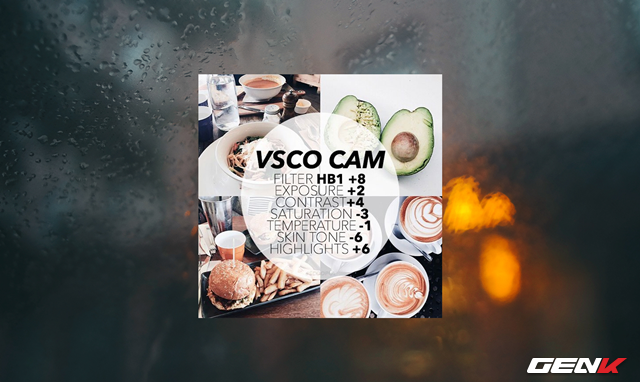 VSCO CAM
FILTER HB1 +8
EXPOSURE +2
CONTRAST +4
SATURATION -3
TEMPERATURE -1
SKIN TONE -6
HIGHLIGHTS +6
GENK